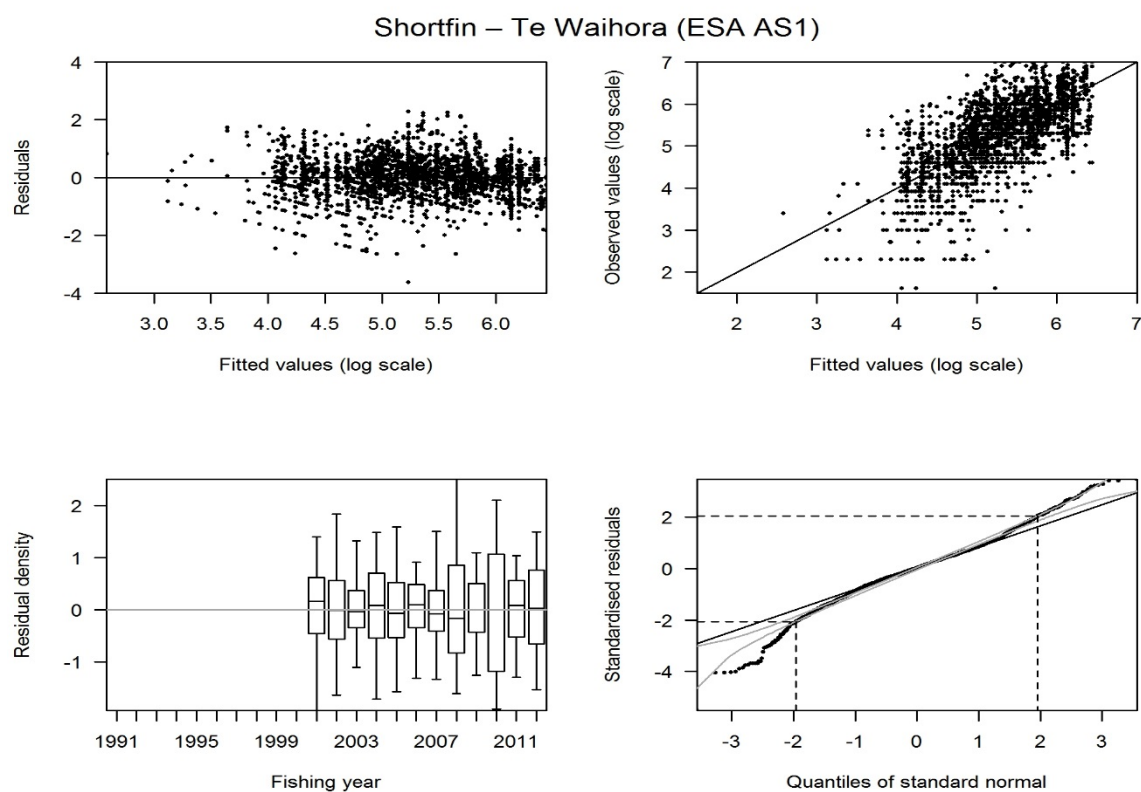 Shortfin – Te Waihora (ESA AS1)
Residuals
4
2
0
-2
-4
3.0 3.5 4.0 4.5 5.0 5.5 6.0
Fitted values (log scale)
Observed values (log scale)
7
6
5
4
3
2
2 3 4 5 6 7
Fitted values (log scale)
Residual density
2
1
0
-1
1991 1995 1999 2003 2007 2011
Fishing year
Standardised residuals
2
0
-2
-4
-3 -2 -1 0 1 2 3
Quantiles of standard normal